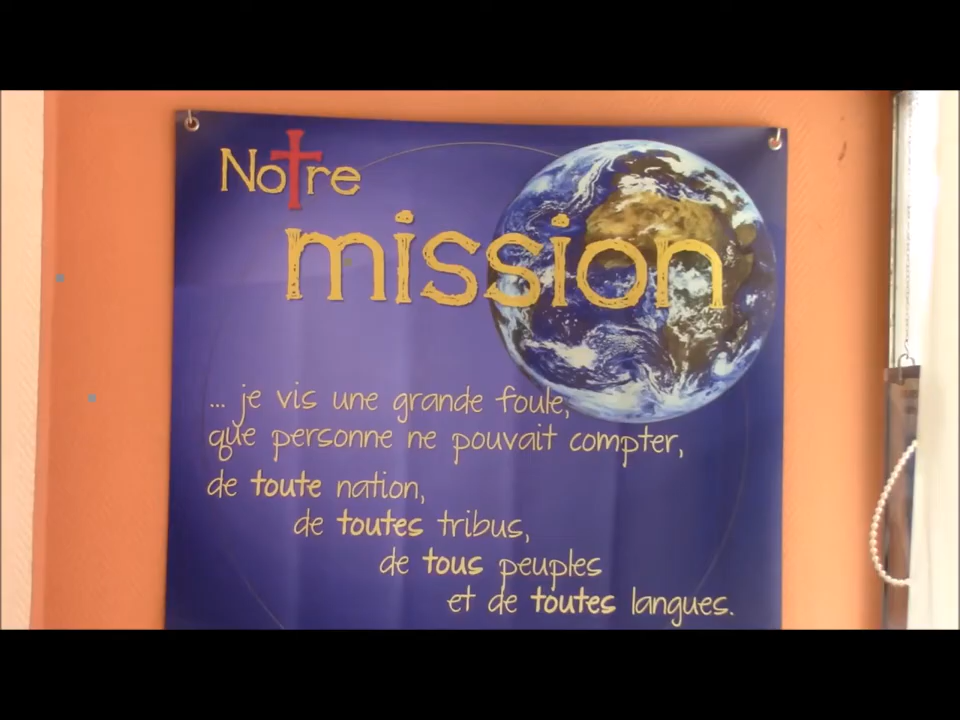 Notre
mission
... je vis une grande foule,
que personne ne pouvait compter,
de toute nation,
de toutes tribus,
de tous peuples
et de toutes langues.